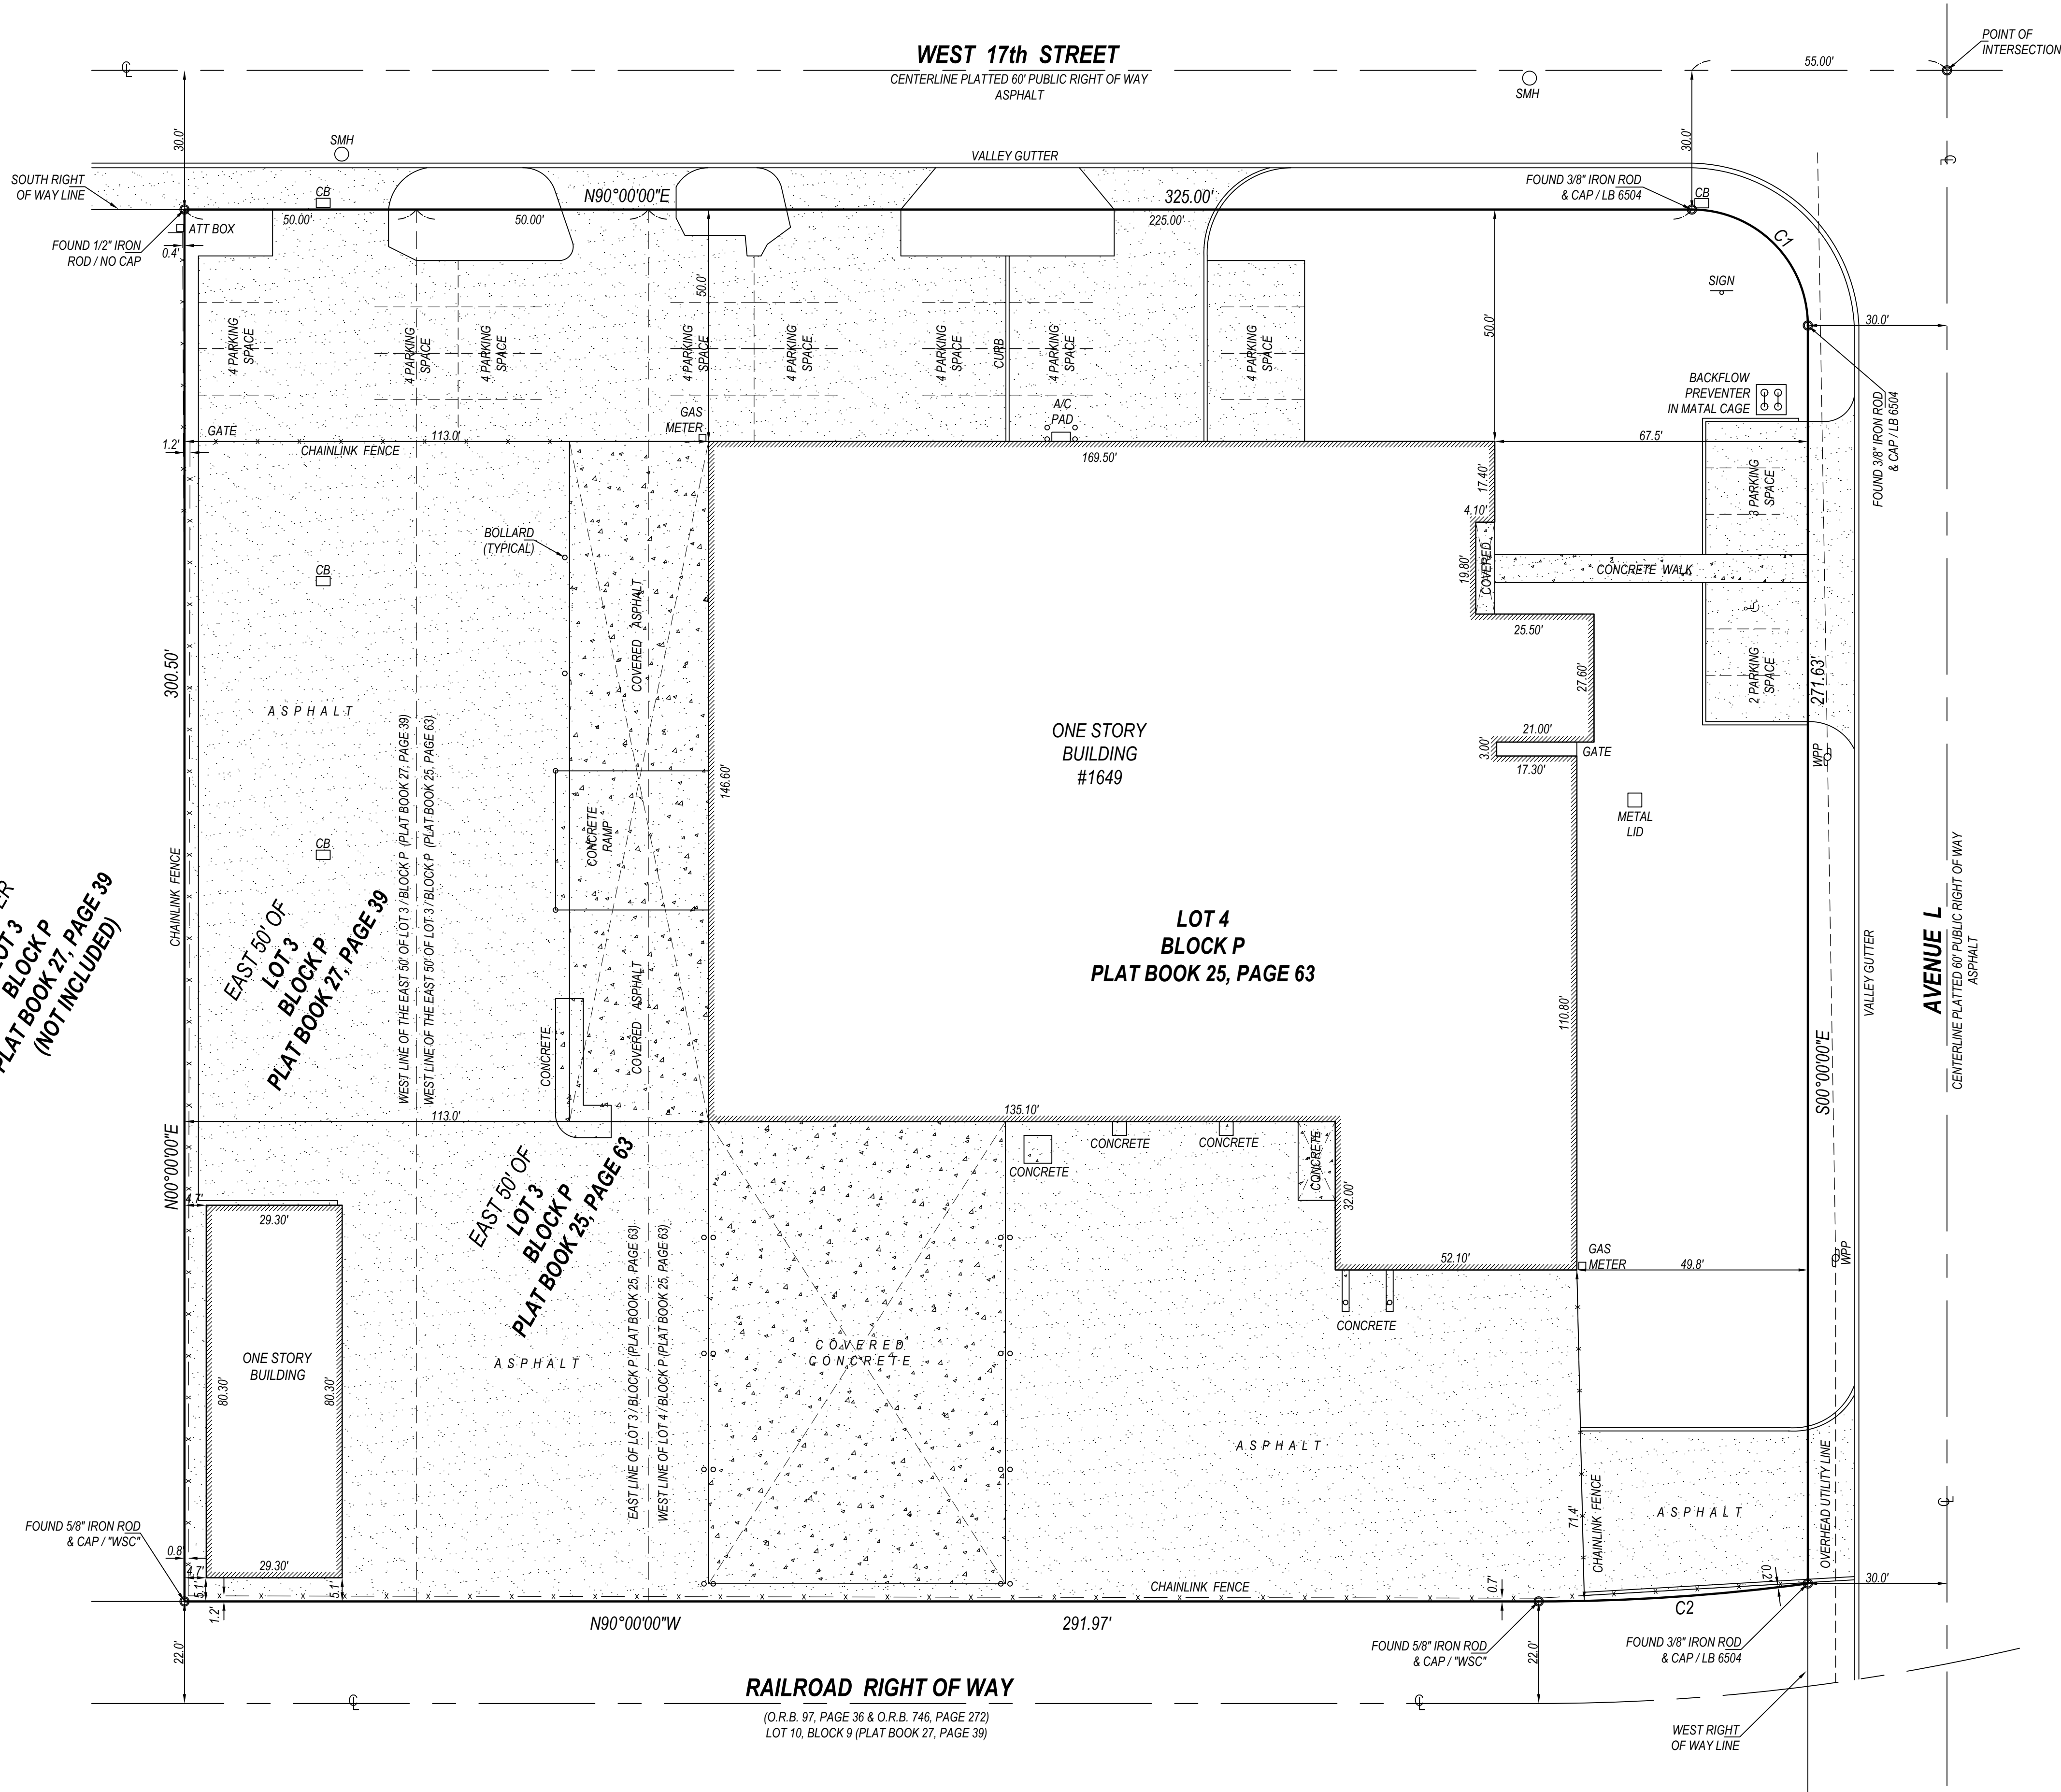 WEST 17th STREET
CENTERLINE PLATTED 60' PUBLIC RIGHT OF WAY
ASPHALT
POINT OF
INTERSECTION
55.00'
SMH
30.0'
SMH
30.0'
VALLEY GUTTER
SOUTH RIGHT
OF WAY LINE
CB
N90°00'00"E
325.00'
FOUND 3/8" IRON ROD
& CAP / LB 6504
CB
50.00'
50.00'
225.00'
ATT BOX
FOUND 1/2" IRON
ROD / NO CAP
0.4'
C1
SIGN
50.0'
50.0'
30.0'
4 PARKING
SPACE
4 PARKING
SPACE
4 PARKING
SPACE
4 PARKING
SPACE
4 PARKING
SPACE
4 PARKING
SPACE
CURB
4 PARKING
SPACE
4 PARKING
SPACE
BACKFLOW
PREVENTER
IN MATAL CAGE
FOUND 3/8" IRON ROD
& CAP / LB 6504
A/C
PAD
GAS
METER
GATE
1.2'
113.0'
CHAINLINK FENCE
67.5'
169.50'
17.40'
3 PARKING
SPACE
4.10'
BOLLARD
(TYPICAL)
19.80'
COVERED
CONCRETE WALK
CB
COVERED ASPHALT
25.50'
27.60'
2 PARKING
SPACE
271.63'
300.50'
ASPHALT
ONE STORY
BUILDING
#1649
21.00'
3.00'
GATE
17.30'
WPP
146.60'
METAL
LID
CONCRETE
RAMP
CB
CHAINLINK FENCE
WEST LINE OF THE EAST 50' OF LOT 3 / BLOCK P (PLAT BOOK 27, PAGE 39)
WEST LINE OF THE EAST 50' OF LOT 3 / BLOCK P (PLAT BOOK 25, PAGE 63)
LOT 3
BLOCK P
PLAT BOOK 27, PAGE 39
(NOT INCLUDED)
EAST 50' OF
LOT 3
BLOCK P
PLAT BOOK 27, PAGE 39
LOT 4
BLOCK P
PLAT BOOK 25, PAGE 63
VALLEY GUTTER
AVENUE L
CENTERLINE PLATTED 60' PUBLIC RIGHT OF WAY
ASPHALT
COVERED ASPHALT
110.80'
CONCRETE
S00°00'00"E
113.0'
135.10'
CONCRETE
CONCRETE
CONCRETE
CONCRETE
N00°00'00"E
EAST 50' OF
LOT 3
BLOCK P
PLAT BOOK 25, PAGE 63
4.7'
29.30'
32.00'
EAST LINE OF LOT 3 / BLOCK P (PLAT BOOK 25, PAGE 63)
WEST LINE OF LOT 4 / BLOCK P (PLAT BOOK 25, PAGE 63)
52.10'
GAS
METER
49.8'
WPP
CONCRETE
COVERED
CONCRETE
ONE STORY
BUILDING
80.30'
80.30'
ASPHALT
ASPHALT
71.4'
CHAINLINK FENCE
ASPHALT
OVERHEAD UTILITY LINE
FOUND 5/8" IRON ROD
& CAP / "WSC"
0.8'
4.7'
29.30'
5.1'
5.1'
1.2'
CHAINLINK FENCE
0.7'
2.0'
30.0'
C2
N90°00'00"W
291.97'
22.0'
FOUND 5/8" IRON ROD
& CAP / "WSC"
22.0'
FOUND 3/8" IRON ROD
& CAP / LB 6504
RAILROAD RIGHT OF WAY
(O.R.B. 97, PAGE 36 & O.R.B. 746, PAGE 272)
LOT 10, BLOCK 9 (PLAT BOOK 27, PAGE 39)
WEST RIGHT
OF WAY LINE